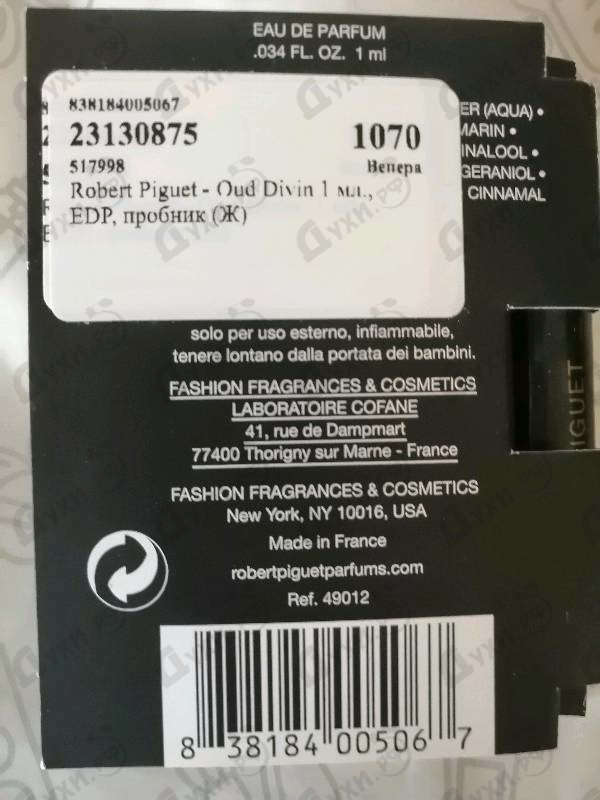 EAU DE PARFUM
.034 FL. OZ. 1 ml
838184005067
23130875 1070
517998 Венера
Robert Piguet - Oud Divin 1 мл.,
EDP, пробник (Ж)
ER (AQUA) •
MARIN •
INALOOL •
GERANIOL •
CINNAMAL
solo per uso esterno, infiammabile,
tenere lontano dalla portata dei bambini.
FASHION FRAGRANCES & COSMETICS
LABORATOIRE COFANE
41, rue de Dampmart
77400 Thorigny sur Marne - France
FASHION FRAGRANCES & COSMETICS
New York, NY 10016, USA
Made in France
robertpiguetparfums.com
Ref. 49012
PIGUET
8 38184 00506 7
Духи.рф